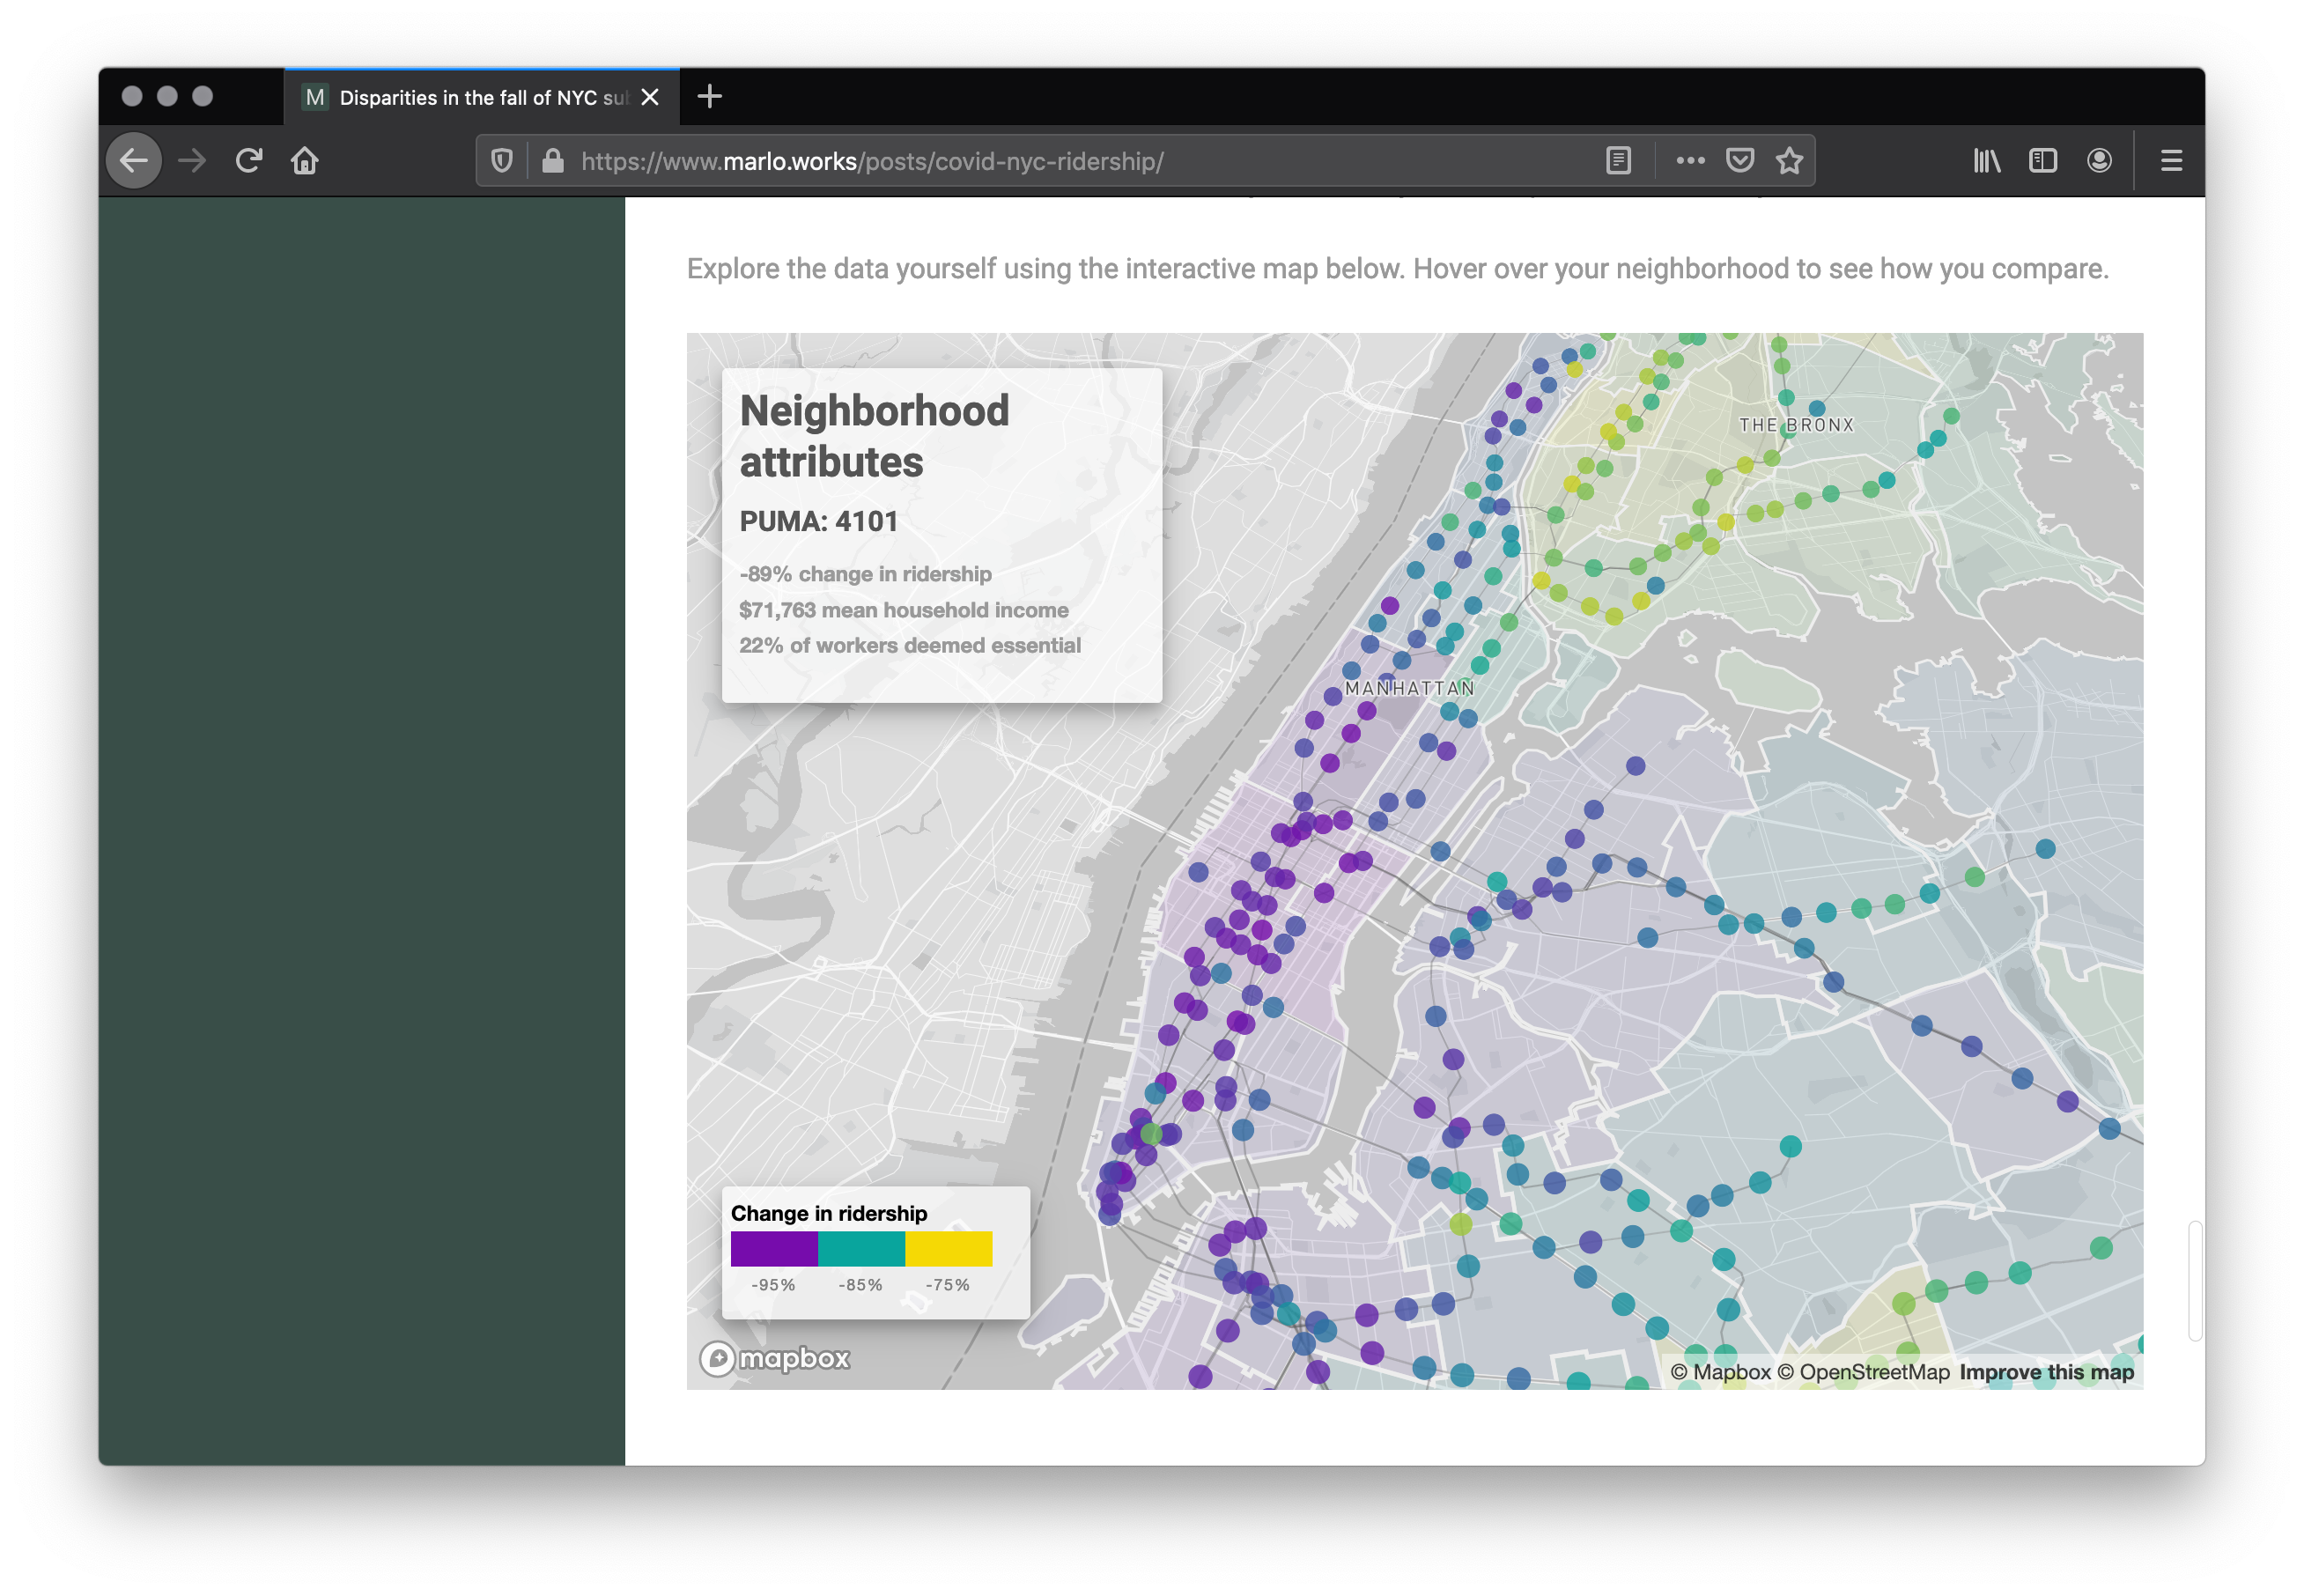 M Disparities in the fall of NYC su
https://www.marlo.works/posts/covid-nyc-ridership/
Explore the data yourself using the interactive map below. Hover over your neighborhood to see how you compare.
Neighborhood
attributes
PUMA: 4101
-89% change in ridership
$71,763 mean household income
22% of workers deemed essential
THE BRONX
MANHATTAN
Change in ridership
-95% -85% -75%
mapbox
© Mapbox © OpenStreetMap Improve this map